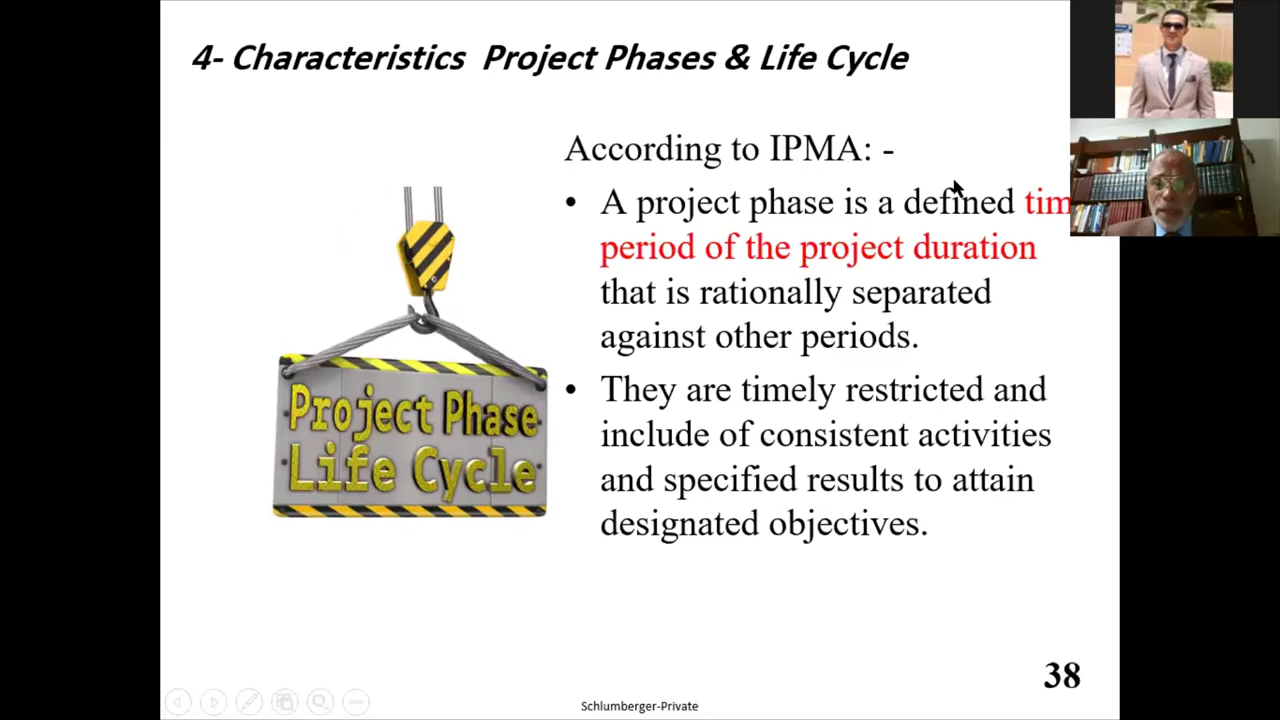 4- Characteristics Project Phases & Life Cycle
According to IPMA: -
• A project phase is a defined tim
period of the project duration
that is rationally separated
against other periods.
• They are timely restricted and
include of consistent activities
and specified results to attain
designated objectives.
Project Phase
Life Cycle
38
Schlumberger-Private